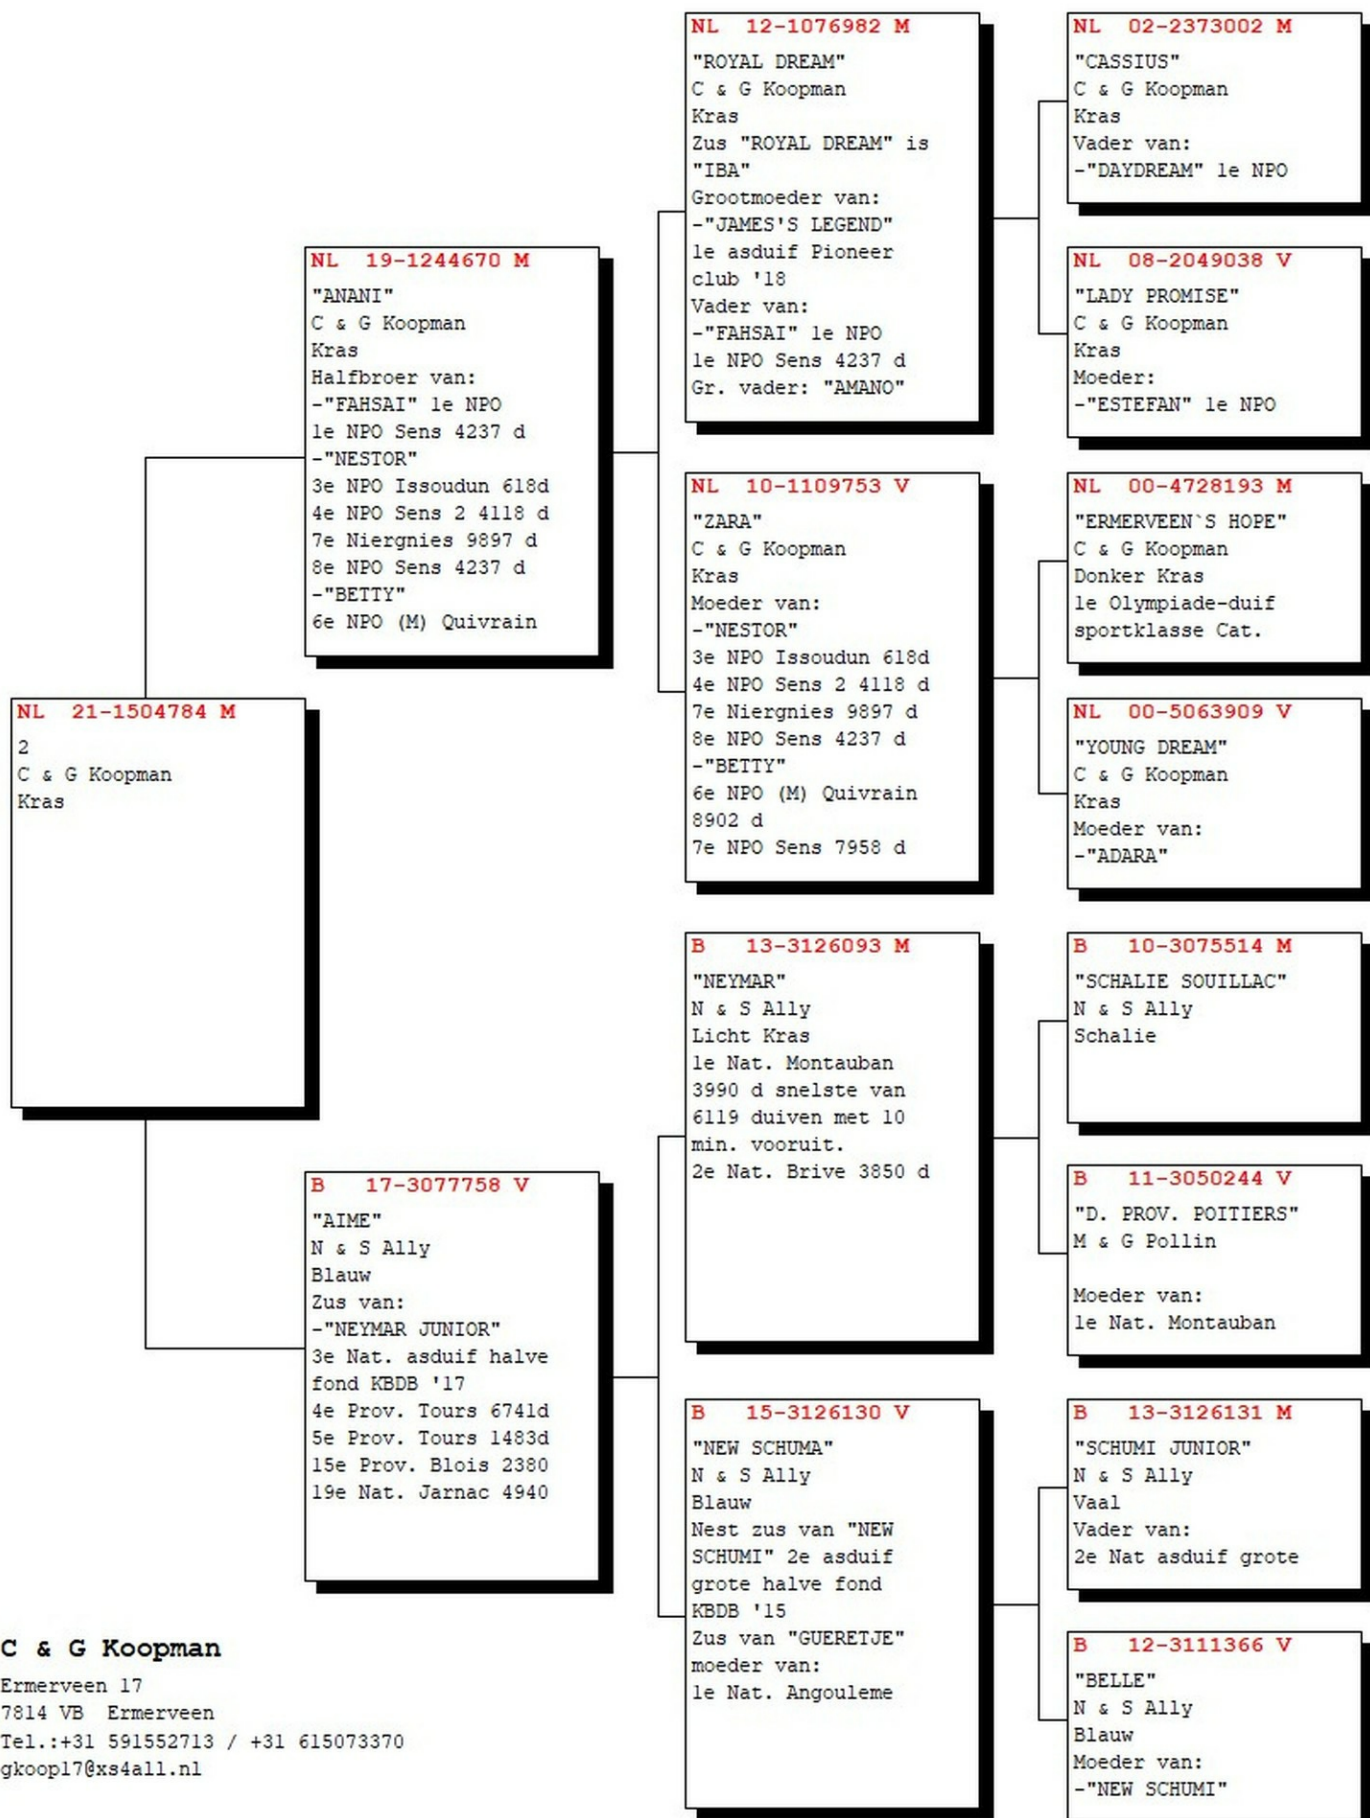 NL 21-1504784 M
2
C & G Koopman
Kras
NL 19-1244670 M
"ANANI"
C & G Koopman
Kras
Halfbroer van:
-"FAHSAI" 1e NPO
1e NPO Sens 4237 d
-"NESTOR"
3e NPO Issoudun 618d
4e NPO Sens 2 4118 d
7e Niergnies 9897 d
8e NPO Sens 4237 d
-"BETTY"
6e NPO (M) Quivrain
B 17-3077758 V
"AIME"
N & S Ally
Blauw
Zus van:
-"NEYMAR JUNIOR"
3e Nat. asduif halve
fond KBDB '17
4e Prov. Tours 6741d
5e Prov. Tours 1483d
15e Prov. Blois 2380
19e Nat. Jarnac 4940
NL 12-1076982 M
"ROYAL DREAM"
C & G Koopman
Kras
Zus "ROYAL DREAM" is
"IBA"
Grootmoeder van:
-"JAMES'S LEGEND"
1e asduif Pioneer
club '18
Vader van:
-"FAHSAI" 1e NPO
1e NPO Sens 4237 d
Gr. vader: "AMANO"
NL 10-1109753 V
"ZARA"
C & G Koopman
Kras
Moeder van:
-"NESTOR"
3e NPO Issoudun 618d
4e NPO Sens 2 4118 d
7e Niergnies 9897 d
8e NPO Sens 4237 d
-"BETTY"
6e NPO (M) Quivrain
8902 d
7e NPO Sens 7958 d
B 13-3126093 M
"NEYMAR"
N & S Ally
Licht Kras
1e Nat. Montauban
3990 d snelste van
6119 duiven met 10
min. vooruit.
2e Nat. Brive 3850 d
B 15-3126130 V
"NEW SCHUMA"
N & S Ally
Blauw
Nest zus van "NEW
SCHUMI" 2e asduif
grote halve fond
KBDB '15
Zus van "GUERETJE"
moeder van:
1e Nat. Angouleme
NL 02-2373002 M
"CASSIUS"
C & G Koopman
Kras
Vader van:
-"DAYDREAM" 1e NPO
NL 08-2049038 V
"LADY PROMISE"
C & G Koopman
Kras
Moeder:
-"ESTEFAN" 1e NPO
NL 00-4728193 M
"ERMERVEEN`S HOPE"
C & G Koopman
Donker Kras
1e Olympiade-duif
sportklasse Cat.
NL 00-5063909 V
"YOUNG DREAM"
C & G Koopman
Kras
Moeder van:
-"ADARA"
B 10-3075514 M
"SCHALIE SOUILLAC"
N & S Ally
Schalie
B 11-3050244 V
"D. PROV. POITIERS"
M & G Pollin
Moeder van:
1e Nat. Montauban
B 13-3126131 M
"SCHUMI JUNIOR"
N & S Ally
Vaal
Vader van:
2e Nat asduif grote
B 12-3111366 V
"BELLE"
N & S Ally
Blauw
Moeder van:
-"NEW SCHUMI"
C & G Koopman
Ermerveen 17
7814 VB Ermerveen
Tel.:+31 591552713 / +31 615073370
gkoop17@xs4all.nl